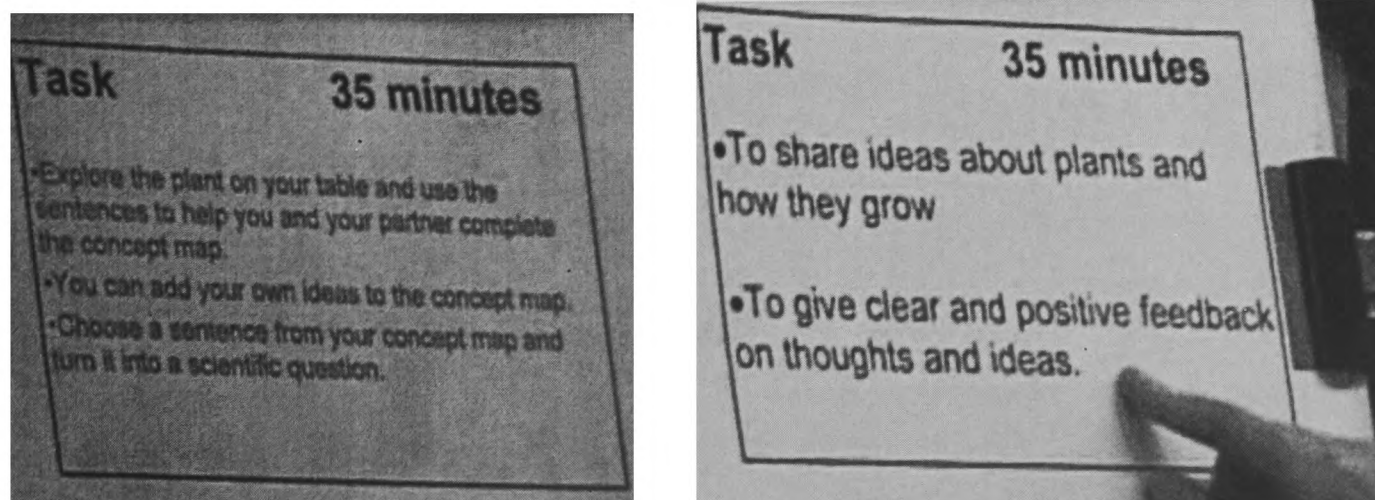 Task 35 minutes
•Explore the plant on your table and use the
sentences to help you and your partner complete
the concept map.
•You can add your own ideas to the concept map.
•Choose a sentence from your concept map and
turn it into a scientific question.
Task 35 minutes
•To share ideas about plants and
how they grow
•To give clear and positive feedback
on thoughts and ideas.